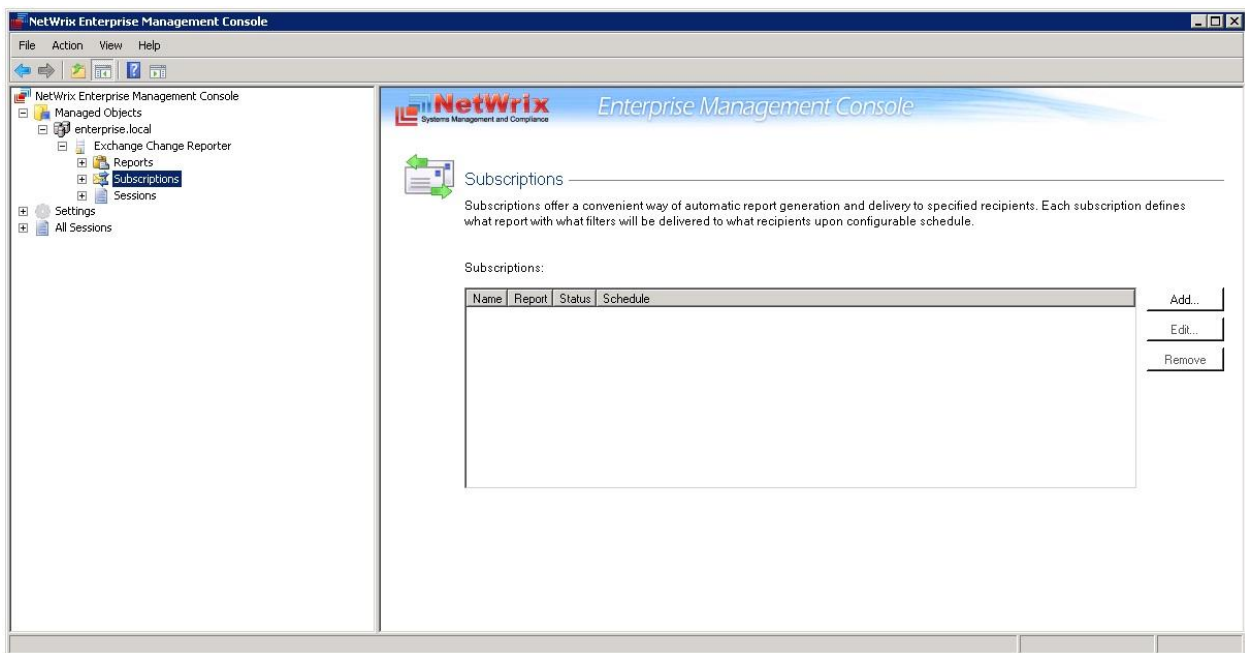 NetWrix Enterprise Management Console
File Action View Help
NetWrix Enterprise Management Console
Managed Objects
enterprise.local
Exchange Change Reporter
Reports
Subscriptions
Sessions
Settings
All Sessions
NetWrix Enterprise Management Console
Systems Management and Compliance
Subscriptions
Subscriptions offer a convenient way of automatic report generation and delivery to specified recipients. Each subscription defines
what report with what filters will be delivered to what recipients upon configurable schedule.
Subscriptions:
Name Report Status Schedule
Add...
Edit...
Remove